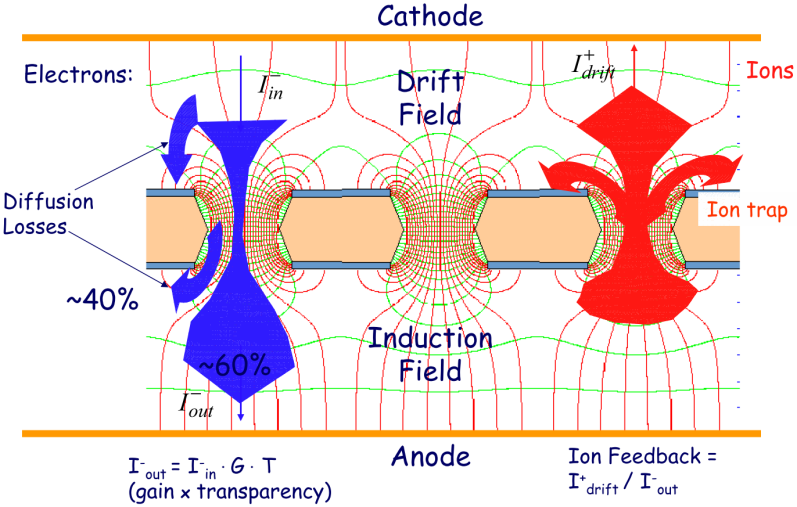 Cathode
Electrons:
I⁻in
Drift
Field
I⁺drift
Ions
Diffusion
Losses
Ion trap
~40%
~60%
Induction
Field
I⁻out
Anode
I⁻out = I⁻in · G · T
(gain x transparency)
Ion Feedback =
I⁺drift / I⁻out